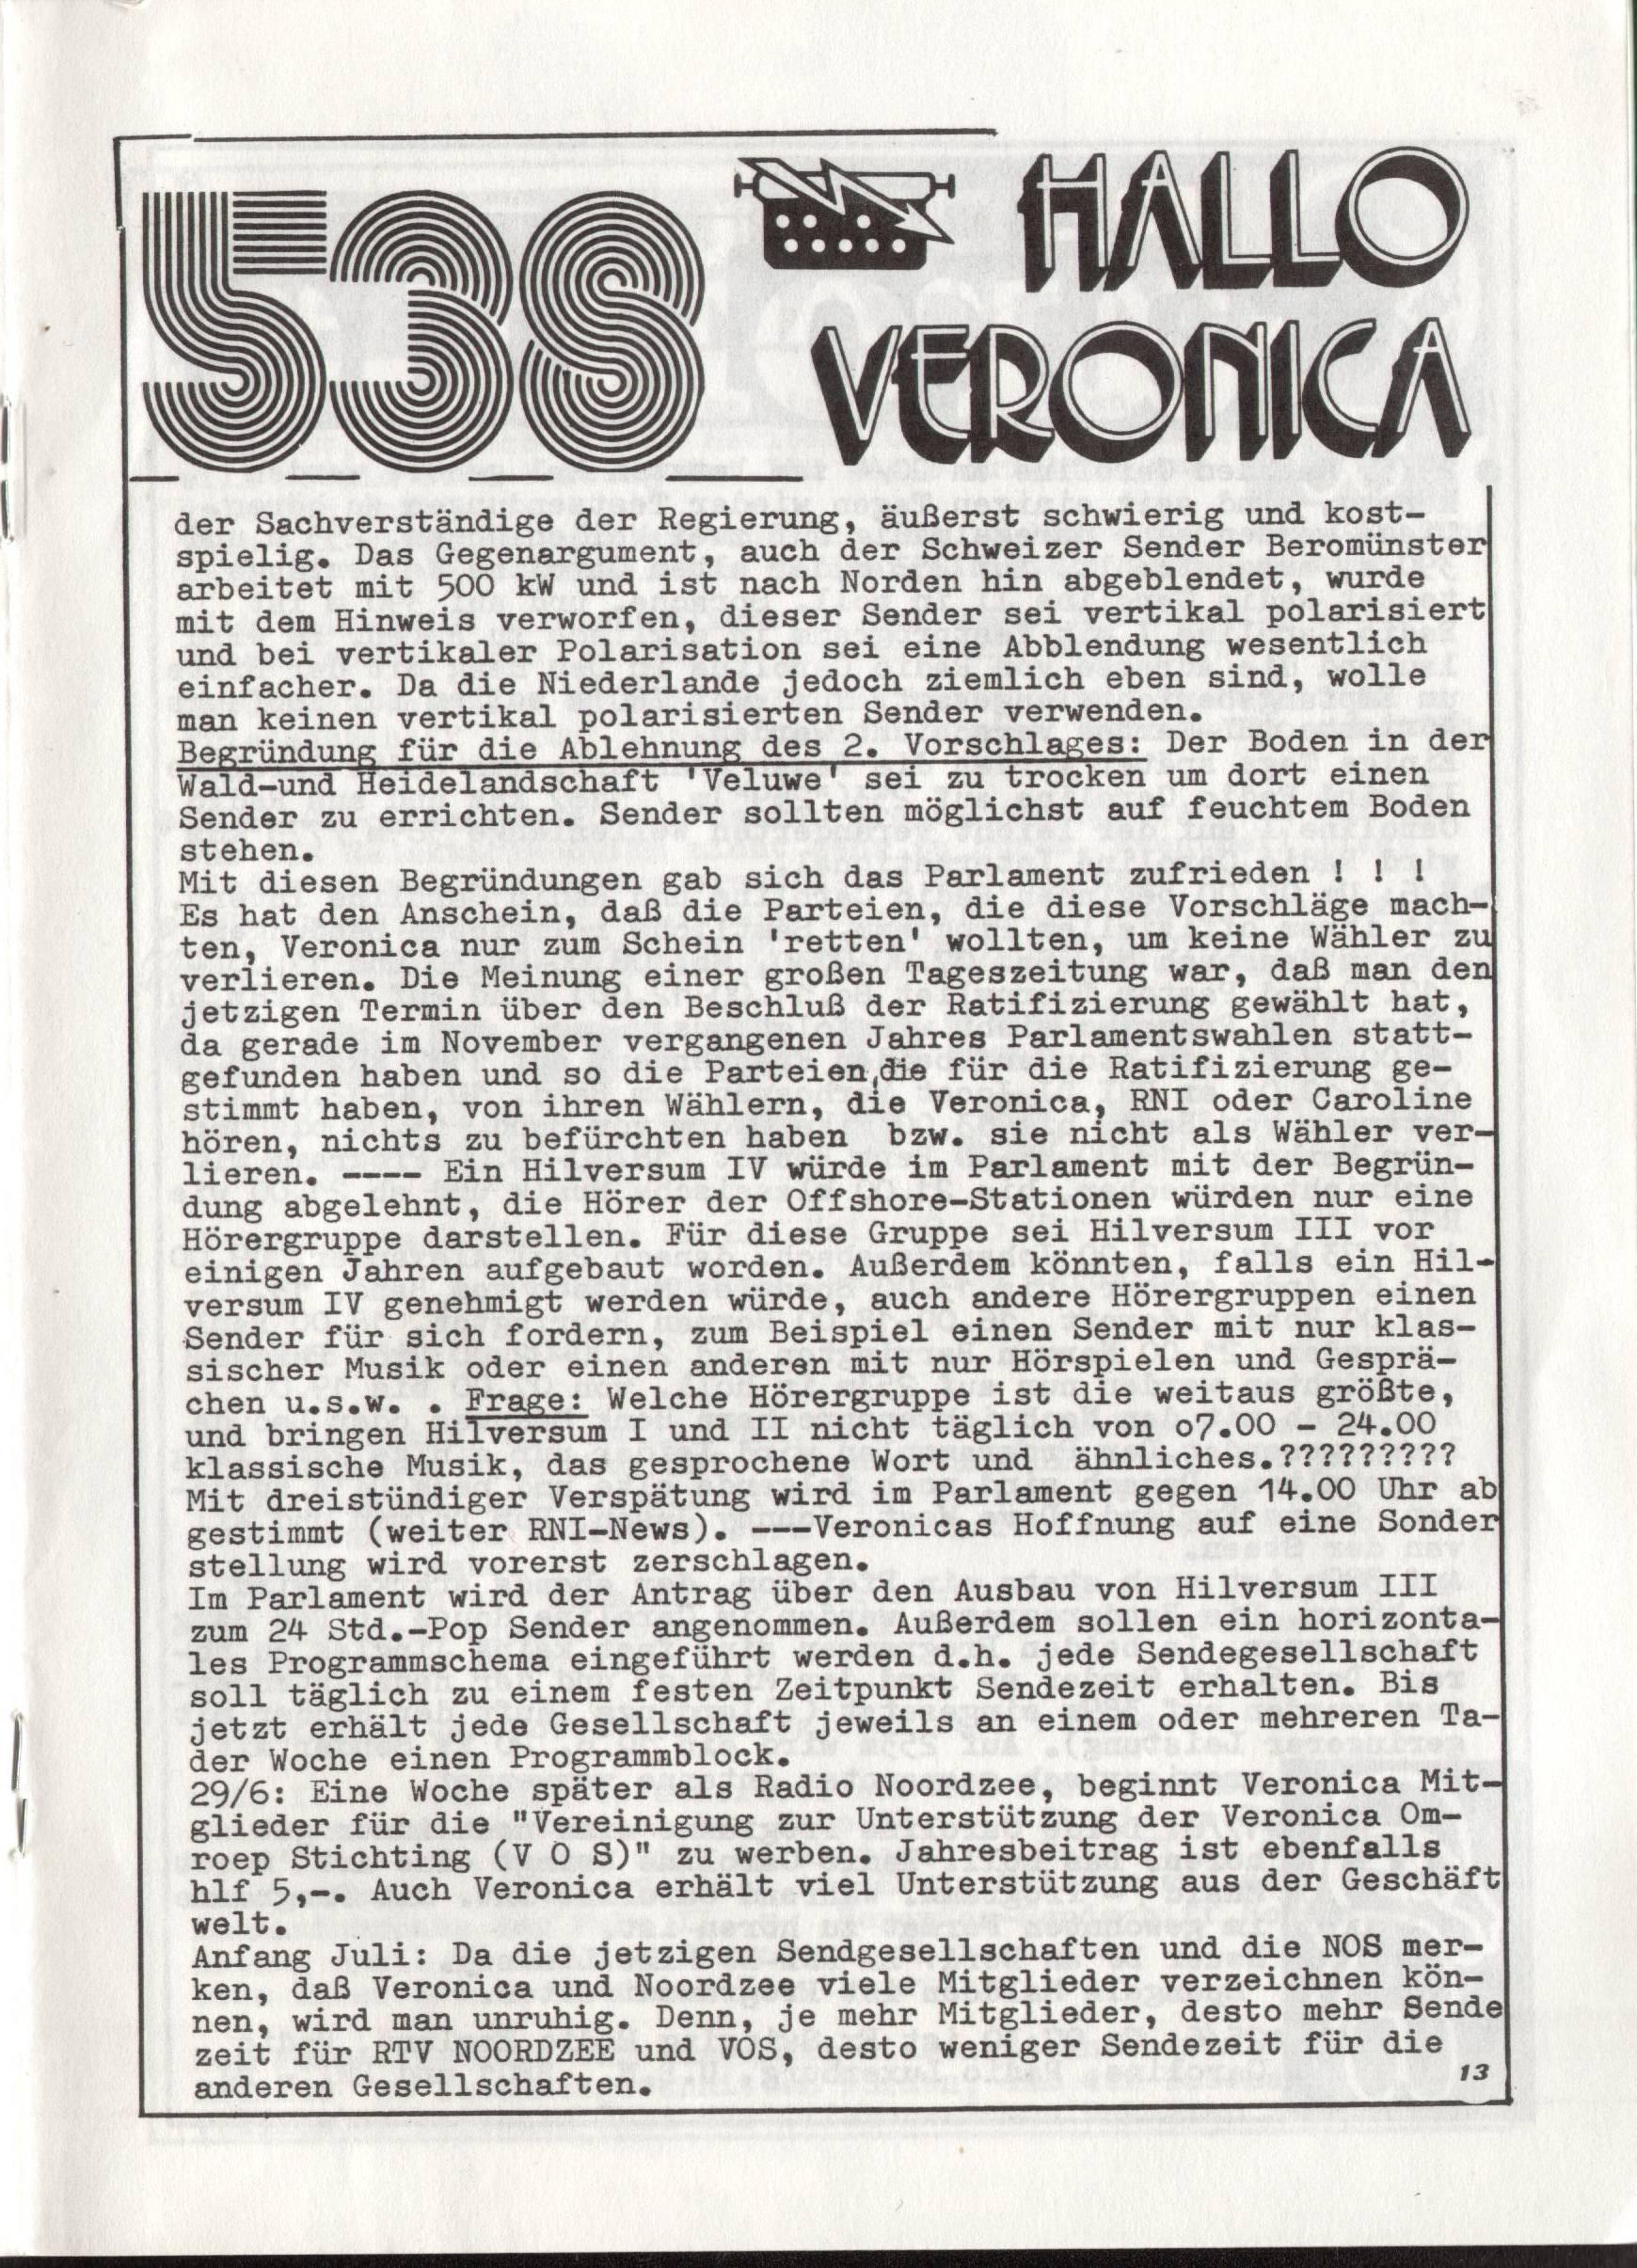 538
HALLO
VERONICA
der Sachverständige der Regierung, äußerst schwierig und kost-
spielig. Das Gegenargument, auch der Schweizer Sender Beromünster
arbeitet mit 500 kW und ist nach Norden hin abgeblendet, wurde
mit dem Hinweis verworfen, dieser Sender sei vertikal polarisiert
und bei vertikaler Polarisation sei eine Abblendung wesentlich
einfacher. Da die Niederlande jedoch ziemlich eben sind, wolle
man keinen vertikal polarisierten Sender verwenden.
Begründung für die Ablehnung des 2. Vorschlages: Der Boden in der
Wald-und Heidelandschaft 'Veluwe' sei zu trocken um dort einen
Sender zu errichten. Sender sollten möglichst auf feuchtem Boden
stehen.
Mit diesen Begründungen gab sich das Parlament zufrieden ! ! !
Es hat den Anschein, daß die Parteien, die diese Vorschläge mach-
ten, Veronica nur zum Schein 'retten' wollten, um keine Wähler zu
verlieren. Die Meinung einer großen Tageszeitung war, daß man den
jetzigen Termin über den Beschluß der Ratifizierung gewählt hat,
da gerade im November vergangenen Jahres Parlamentswahlen statt-
gefunden haben und so die Parteien,die für die Ratifizierung ge-
stimmt haben, von ihren Wählern, die Veronica, RNI oder Caroline
hören, nichts zu befürchten haben bzw. sie nicht als Wähler ver-
lieren. ---- Ein Hilversum IV würde im Parlament mit der Begrün-
dung abgelehnt, die Hörer der Offshore-Stationen würden nur eine
Hörergruppe darstellen. Für diese Gruppe sei Hilversum III vor
einigen Jahren aufgebaut worden. Außerdem könnten, falls ein Hil-
versum IV genehmigt werden würde, auch andere Hörergruppen einen
Sender für sich fordern, zum Beispiel einen Sender mit nur klas-
sischer Musik oder einen anderen mit nur Hörspielen und Gesprä-
chen u.s.w. . Frage: Welche Hörergruppe ist die weitaus größte,
und bringen Hilversum I und II nicht täglich von o7.00 - 24.00
klassische Musik, das gesprochene Wort und ähnliches.?????????
Mit dreistündiger Verspätung wird im Parlament gegen 14.00 Uhr ab
gestimmt (weiter RNI-News). ---Veronicas Hoffnung auf eine Sonder
stellung wird vorerst zerschlagen.
Im Parlament wird der Antrag über den Ausbau von Hilversum III
zum 24 Std.-Pop Sender angenommen. Außerdem sollen ein horizonta-
les Programmschema eingeführt werden d.h. jede Sendegesellschaft
soll täglich zu einem festen Zeitpunkt Sendezeit erhalten. Bis
jetzt erhält jede Gesellschaft jeweils an einem oder mehreren Ta-
der Woche einen Programmblock.
29/6: Eine Woche später als Radio Noordzee, beginnt Veronica Mit-
glieder für die "Vereinigung zur Unterstützung der Veronica Om-
roep Stichting (V O S)" zu werben. Jahresbeitrag ist ebenfalls
hlf 5,-. Auch Veronica erhält viel Unterstützung aus der Geschäft
welt.
Anfang Juli: Da die jetzigen Sendgesellschaften und die NOS mer-
ken, daß Veronica und Noordzee viele Mitglieder verzeichnen kön-
nen, wird man unruhig. Denn, je mehr Mitglieder, desto mehr Sende
zeit für RTV NOORDZEE und VOS, desto weniger Sendezeit für die
anderen Gesellschaften.
13